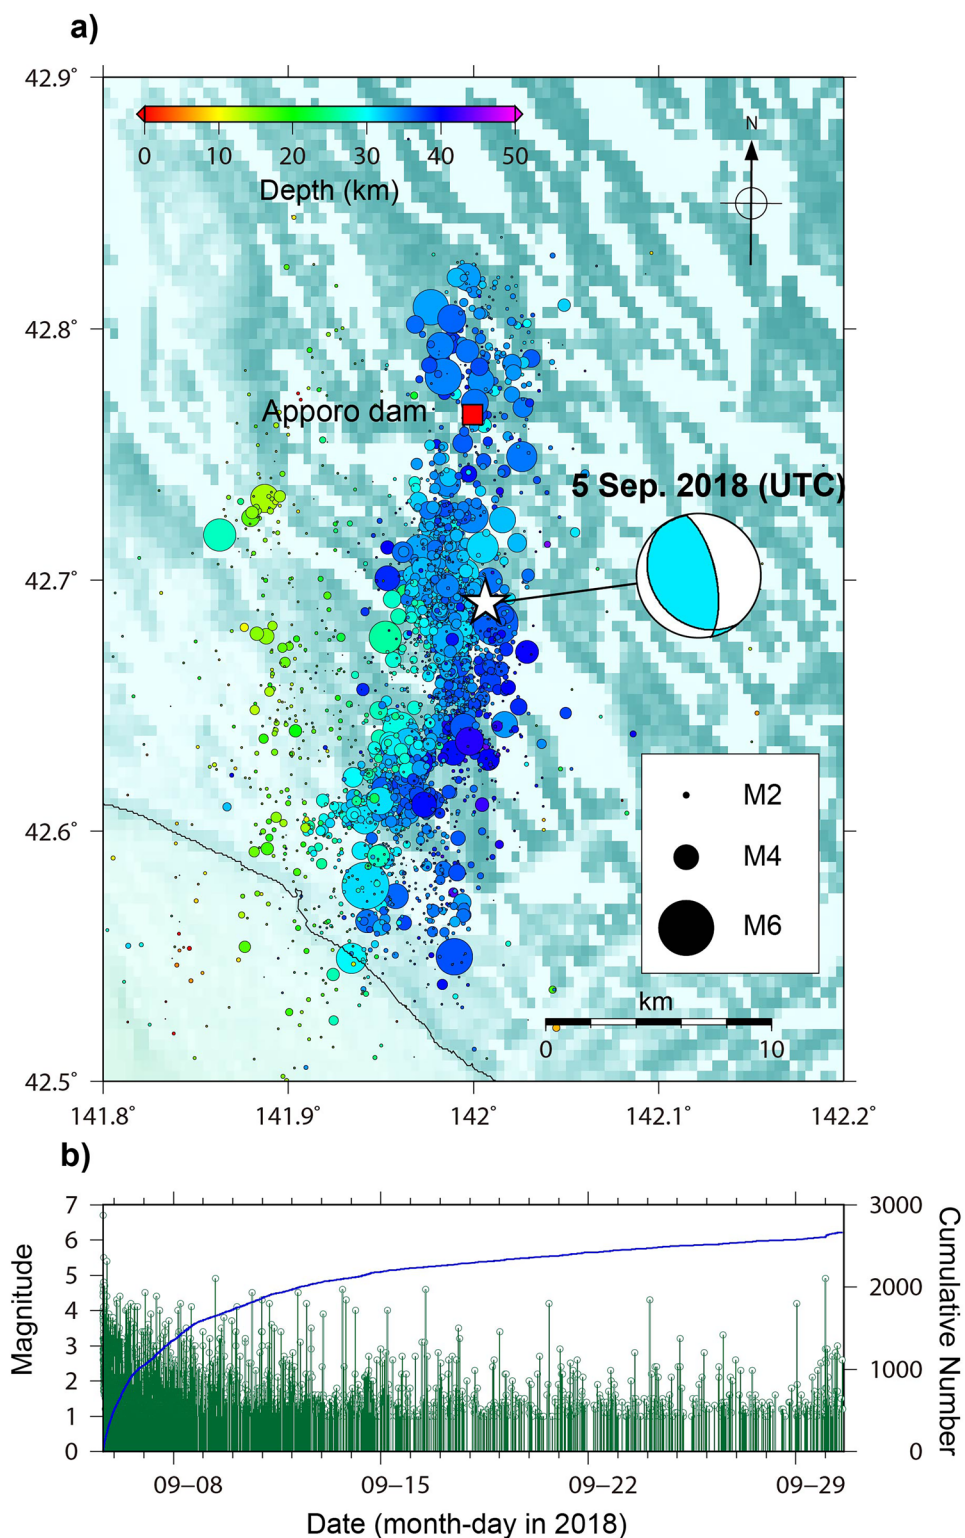 a)
42.9°
N
0 10 20 30 40 50
Depth (km)
42.8°
Apporo dam
5 Sep. 2018 (UTC)
42.7°
M2
M4
42.6°
M6
km
0 10
42.5°
141.8° 141.9° 142° 142.1° 142.2°
b)
7 3000
6
5 2000
4
3
2 1000
1
0 0
Magnitude
Cumulative Number
09–08 09–15 09–22 09–29
Date (month-day in 2018)